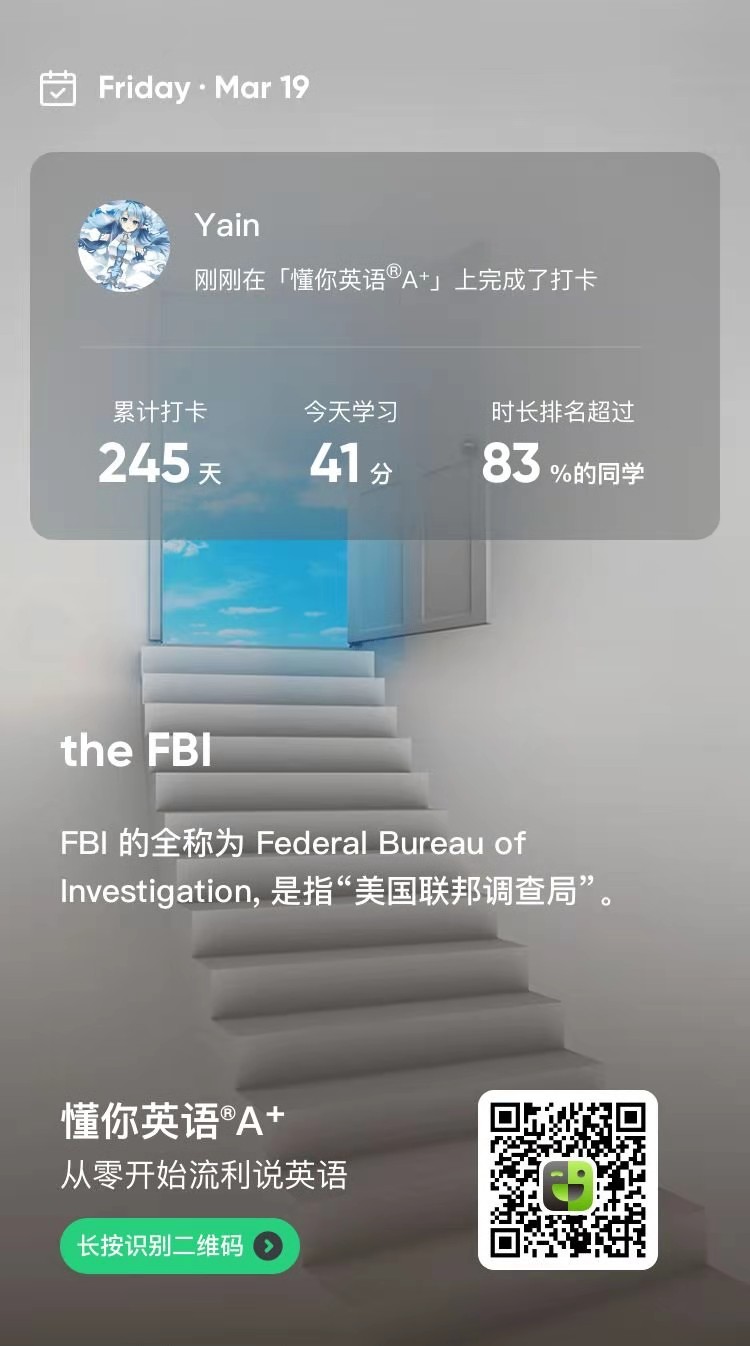 Friday · Mar 19
Yain
刚刚在「懂你英语®A⁺」上完成了打卡
累计打卡 今天学习 时长排名超过
245 天 41 分 83 %的同学
the FBI
FBI 的全称为 Federal Bureau of
Investigation, 是指“美国联邦调查局”。
懂你英语®A⁺
从零开始流利说英语
长按识别二维码